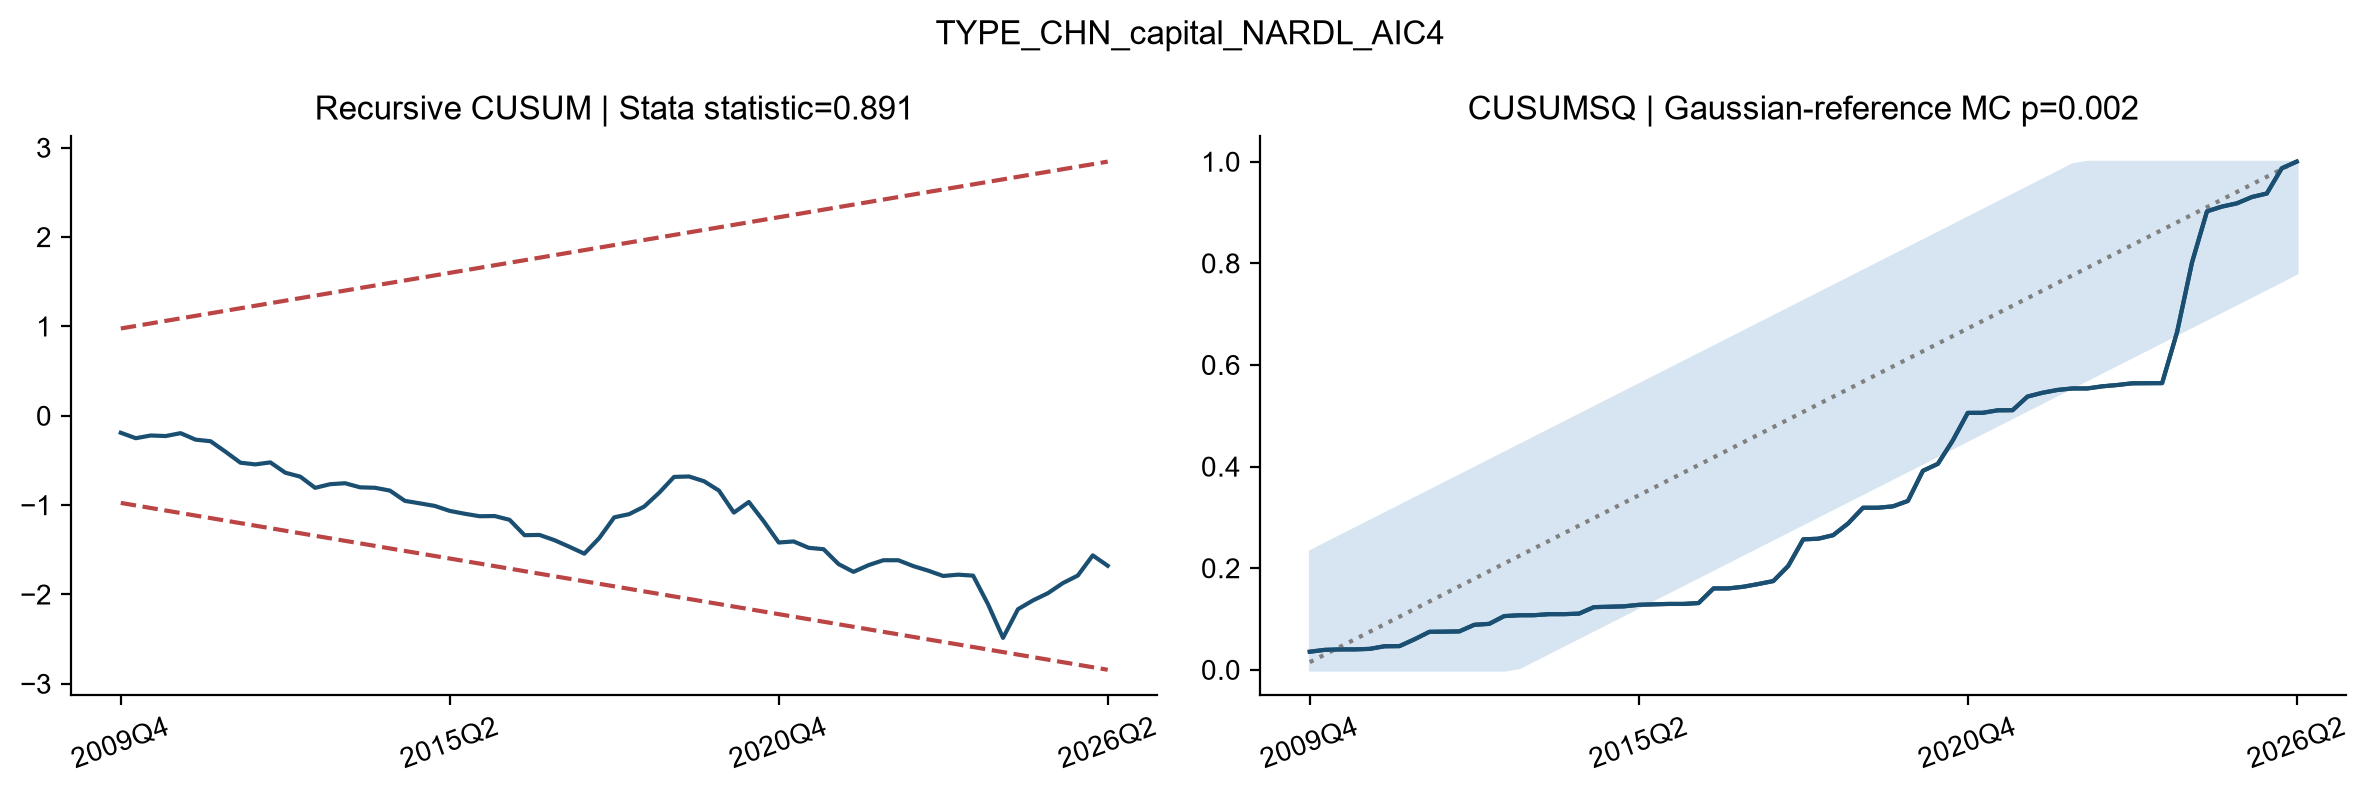 TYPE_CHN_capital_NARDL_AIC4
Recursive CUSUM | Stata statistic=0.891
3
2
1
0
−1
−2
−3
2009Q4
2015Q2
2020Q4
2026Q2
CUSUMSQ | Gaussian-reference MC p=0.002
1.0
0.8
0.6
0.4
0.2
0.0
2009Q4
2015Q2
2020Q4
2026Q2